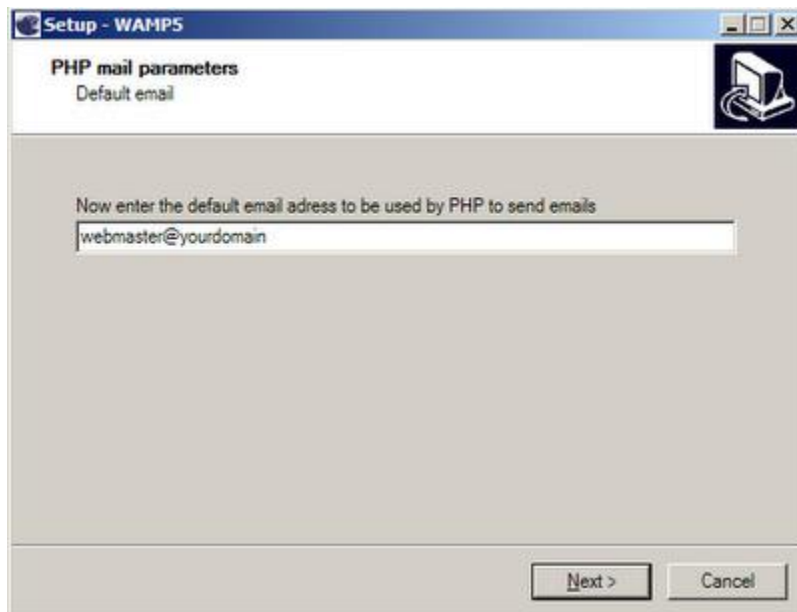 Setup - WAMP5
PHP mail parameters
Default email
Now enter the default email adress to be used by PHP to send emails
webmaster@yourdomain
Next >
Cancel